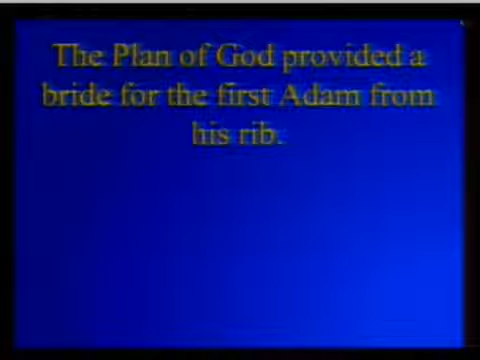 The Plan of God provided a
bride for the first Adam from
his rib.